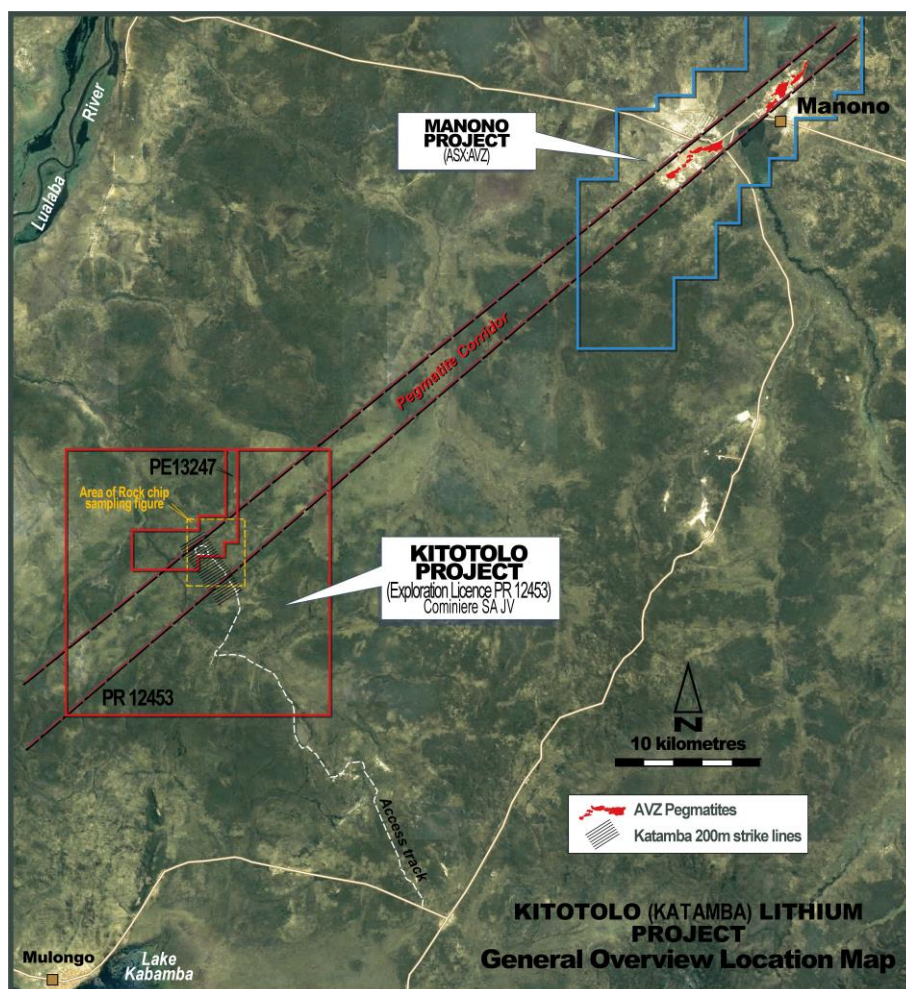 Lualaba River
MANONO
PROJECT
(ASX:AVZ)
Manono
Pegmatite Corridor
PE13247
Area of Rock chip
sampling figure
KITOTOLO
PROJECT
(Exploration Licence PR 12453)
Cominiere SA JV
PR 12453
N
10 kilometres
AVZ Pegmatites
Katamba 200m strike lines
Access track
KITOTOLO (KATAMBA) LITHIUM
PROJECT
General Overview Location Map
Mulongo
Lake
Kabamba